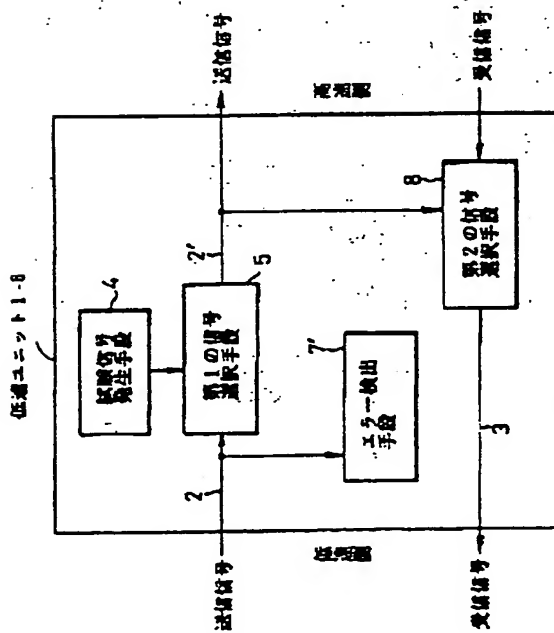 低速ユニット1-8
4
試験信号
発生手段
送信信号
2
第1の信号
選択手段
5
2'
送信信号
エラー検出
手段
7'
低速側
高速側
8
第2の信号
選択手段
受信信号
3
受信信号